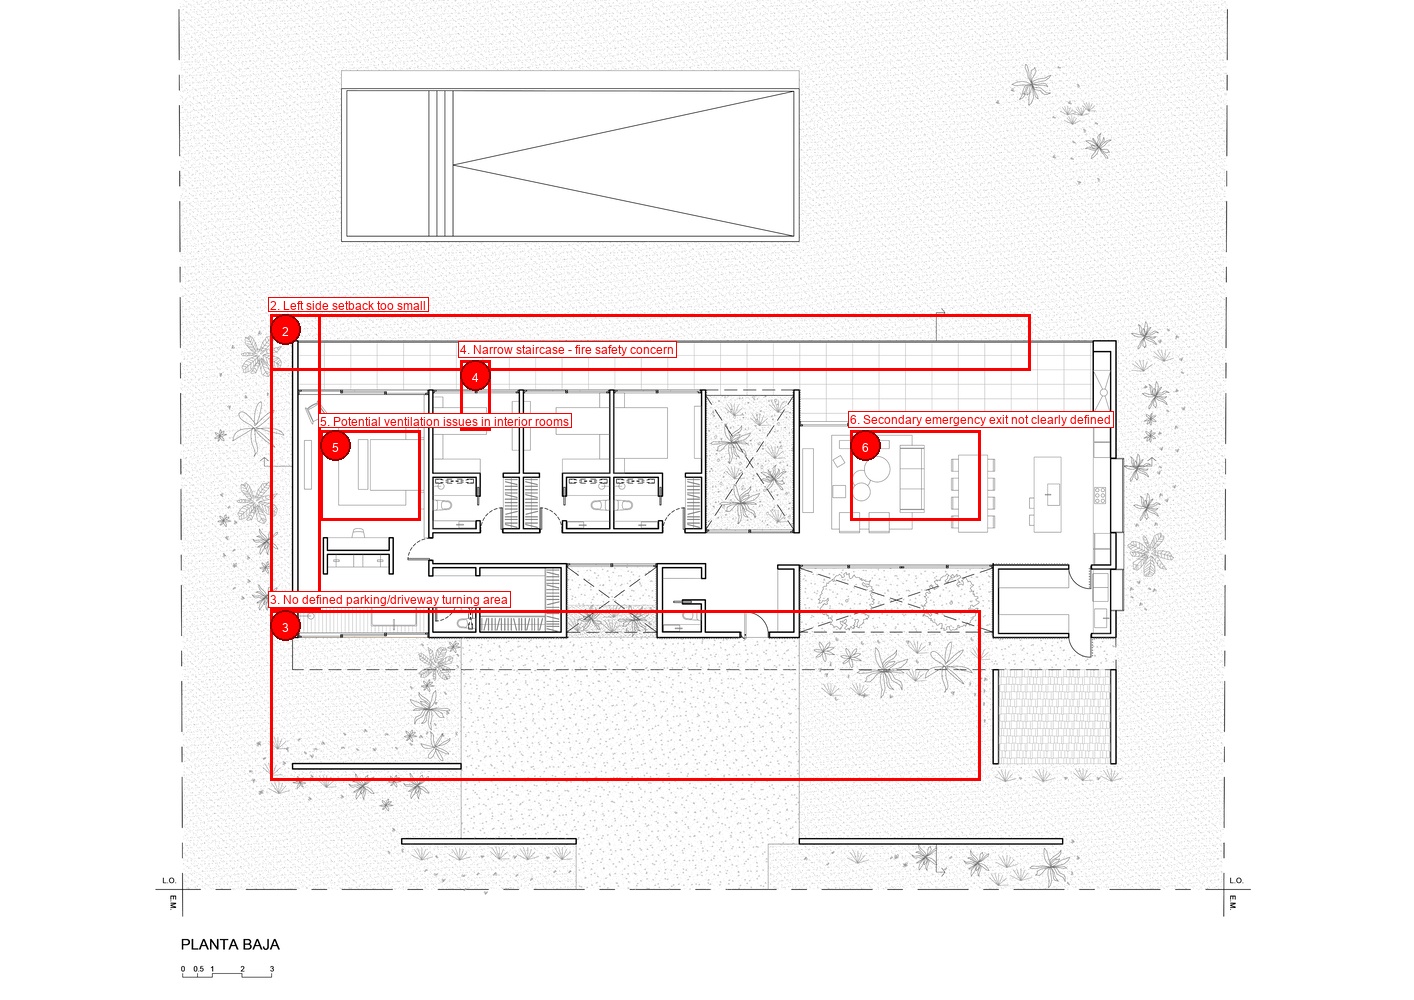 2. Left side setback too small
2
4. Narrow staircase - fire safety concern
4
5. Potential ventilation issues in interior rooms
5
6. Secondary emergency exit not clearly defined
6
3. No defined parking/driveway turning area
3
L.O.
E.M.
L.O.
E.M.
PLANTA BAJA
0 0.5 1 2 3